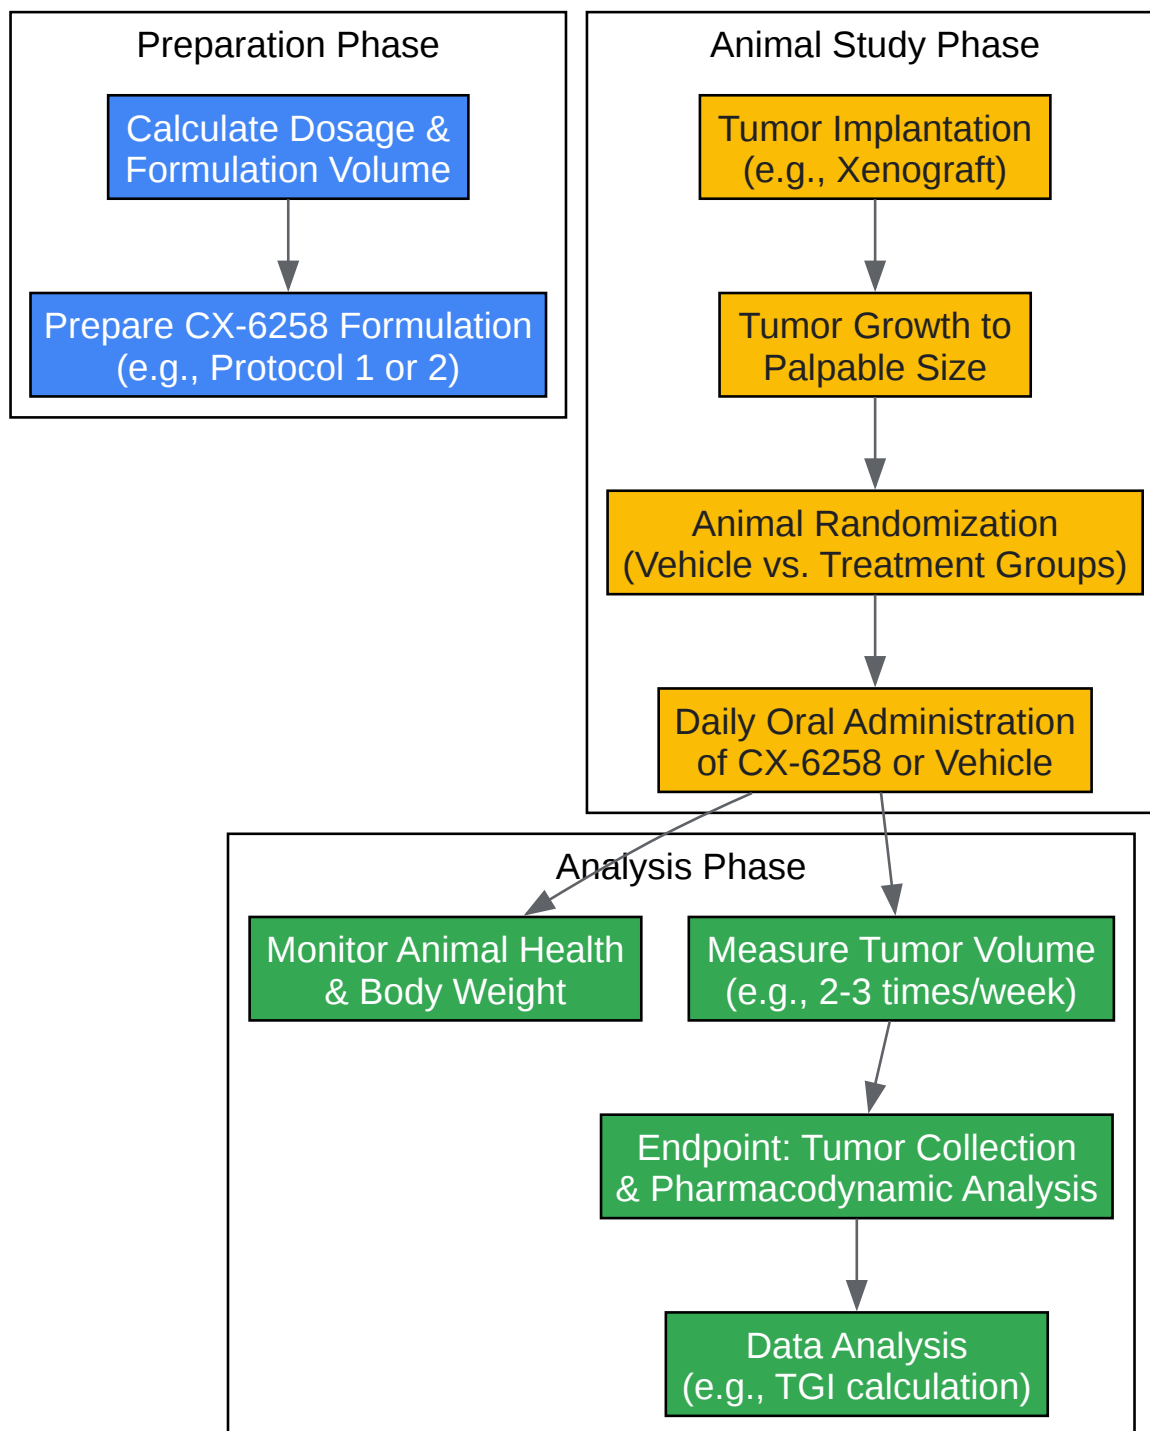 Preparation Phase
Calculate Dosage &
Formulation Volume
Prepare CX-6258 Formulation
(e.g., Protocol 1 or 2)
Animal Study Phase
Tumor Implantation
(e.g., Xenograft)
Tumor Growth to
Palpable Size
Animal Randomization
(Vehicle vs. Treatment Groups)
Daily Oral Administration
of CX-6258 or Vehicle
Analysis Phase
Monitor Animal Health
& Body Weight
Measure Tumor Volume
(e.g., 2-3 times/week)
Endpoint: Tumor Collection
& Pharmacodynamic Analysis
Data Analysis
(e.g., TGI calculation)